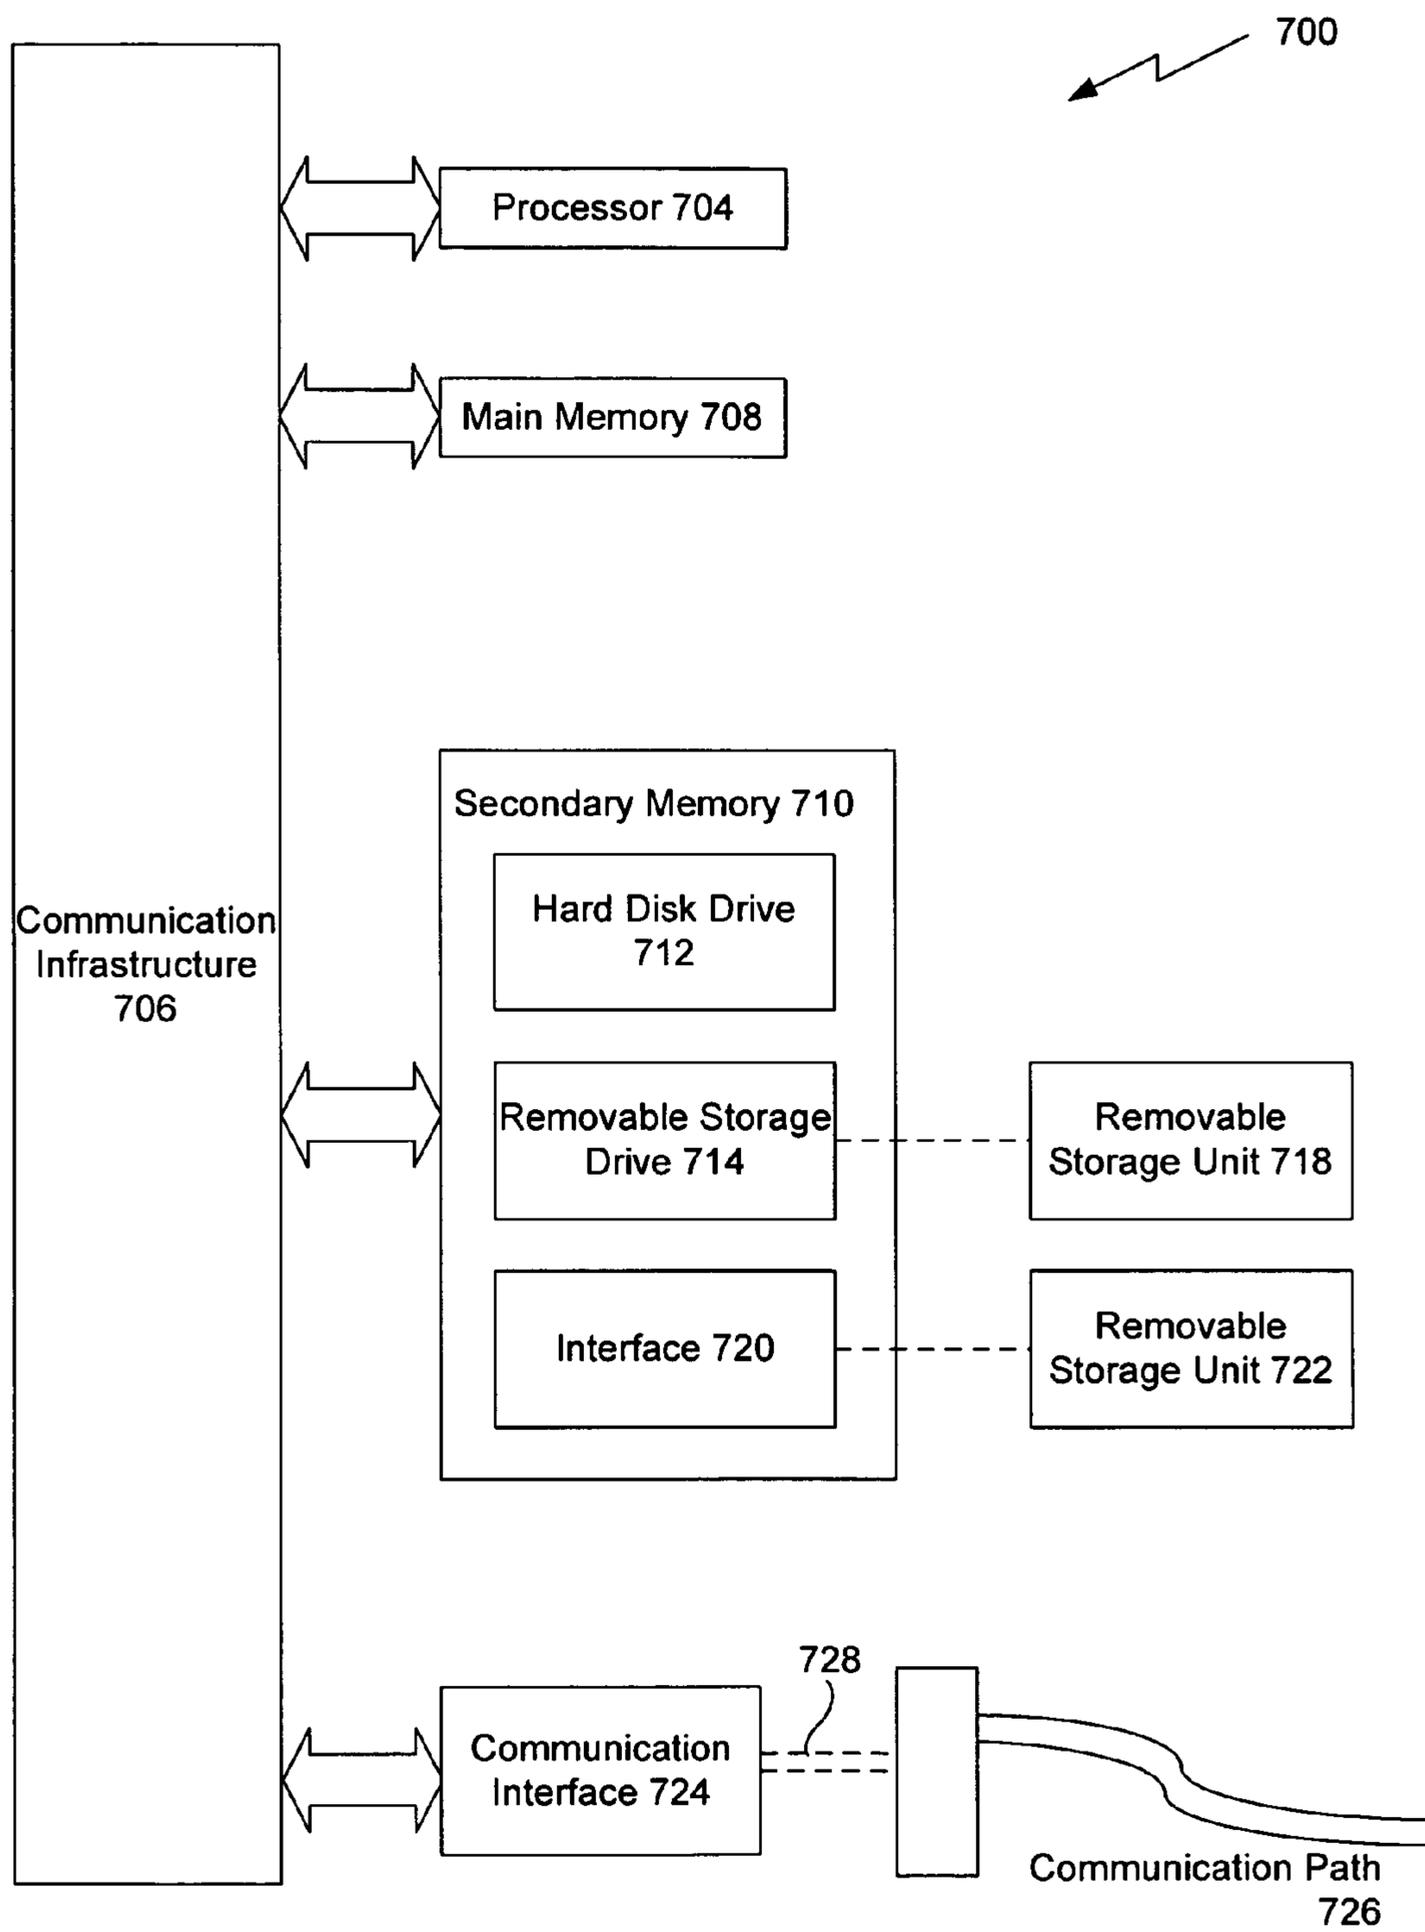 700
Processor 704
Main Memory 708
Secondary Memory 710
Hard Disk Drive
712
Communication
Infrastructure
706
Removable Storage
Drive 714
Removable
Storage Unit 718
Interface 720
Removable
Storage Unit 722
728
Communication
Interface 724
Communication Path
726